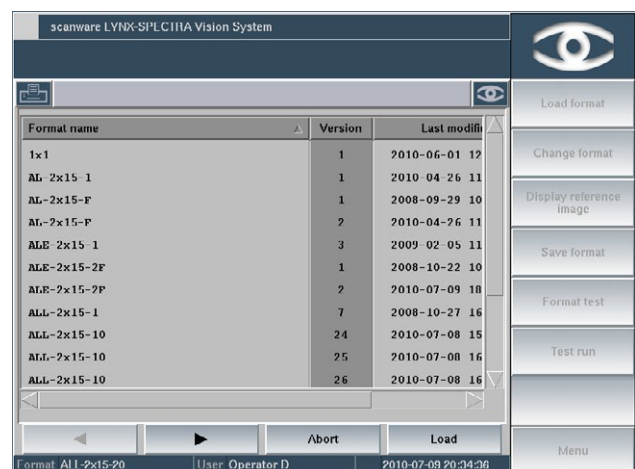 scanware LYNX-SPECTRA Vision System
Load format
Change format
Display reference
image
Save format
Format test
Test run
Menu
Format name Version Last modifi
1x1 1 2010-06-01 12
AL-2x15-1 1 2010-04-26 11
AL-2x15-F 1 2008-09-29 10
AL-2x15-F 2 2010-04-26 11
ALE-2x15-1 3 2009-02-05 11
ALE-2x15-2F 1 2008-10-22 10
ALE-2x15-2F 2 2010-07-09 10
ALL-2x15-1 7 2008-10-27 16
ALL-2x15-10 24 2010-07-08 15
ALL-2x15-10 25 2010-07-08 16
ALL-2x15-10 26 2010-07-08 16
Abort Load
Format ALL-2x15-20 User Operator D 2010-07-09 20:34:36